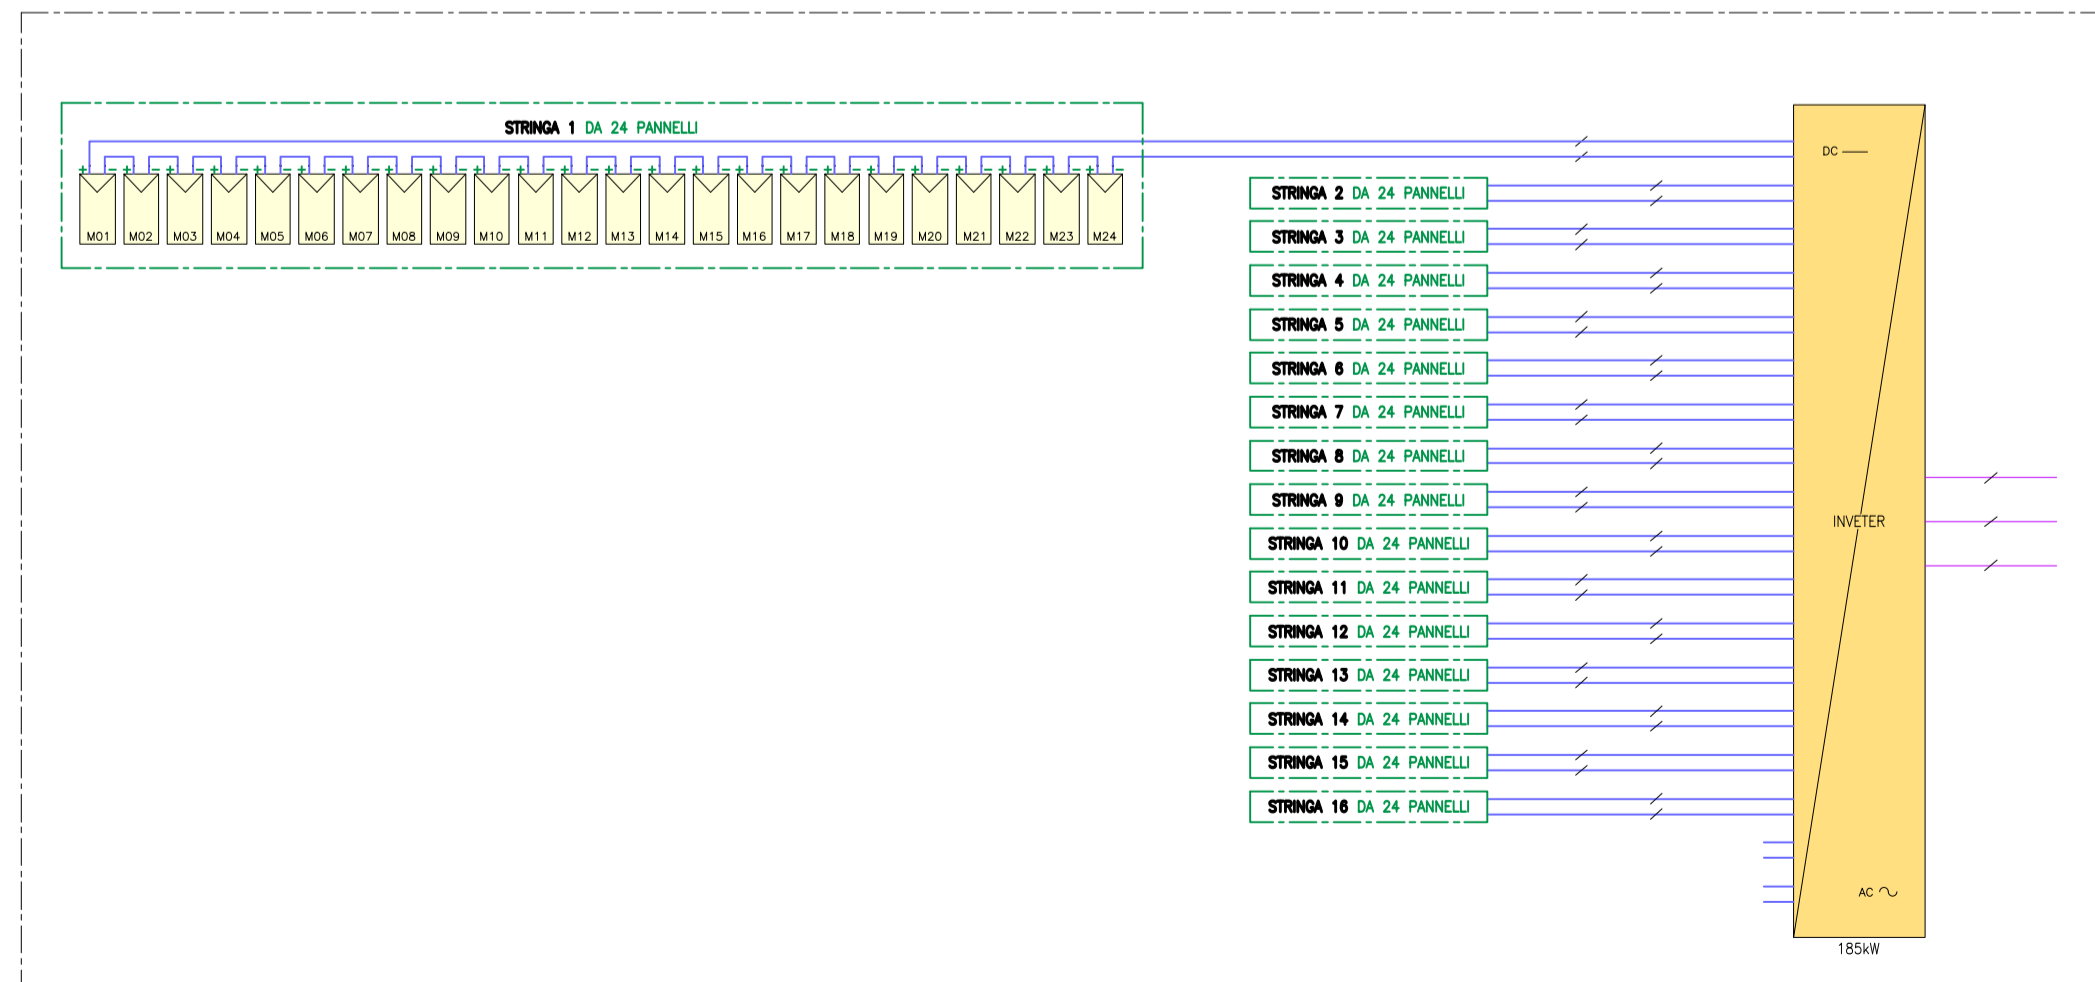 STRINGA 1 DA 24 PANNELLI
+ − + − + − + − + − + − + − + − + − + − + − + − + − + − + − + − + − + − + − + − + − + − + − + −
M01 M02 M03 M04 M05 M06 M07 M08 M09 M10 M11 M12 M13 M14 M15 M16 M17 M18 M19 M20 M21 M22 M23 M24
DC
STRINGA 2 DA 24 PANNELLI
STRINGA 3 DA 24 PANNELLI
STRINGA 4 DA 24 PANNELLI
STRINGA 5 DA 24 PANNELLI
STRINGA 6 DA 24 PANNELLI
STRINGA 7 DA 24 PANNELLI
STRINGA 8 DA 24 PANNELLI
STRINGA 9 DA 24 PANNELLI
INVETER
STRINGA 10 DA 24 PANNELLI
STRINGA 11 DA 24 PANNELLI
STRINGA 12 DA 24 PANNELLI
STRINGA 13 DA 24 PANNELLI
STRINGA 14 DA 24 PANNELLI
STRINGA 15 DA 24 PANNELLI
STRINGA 16 DA 24 PANNELLI
AC
185kW